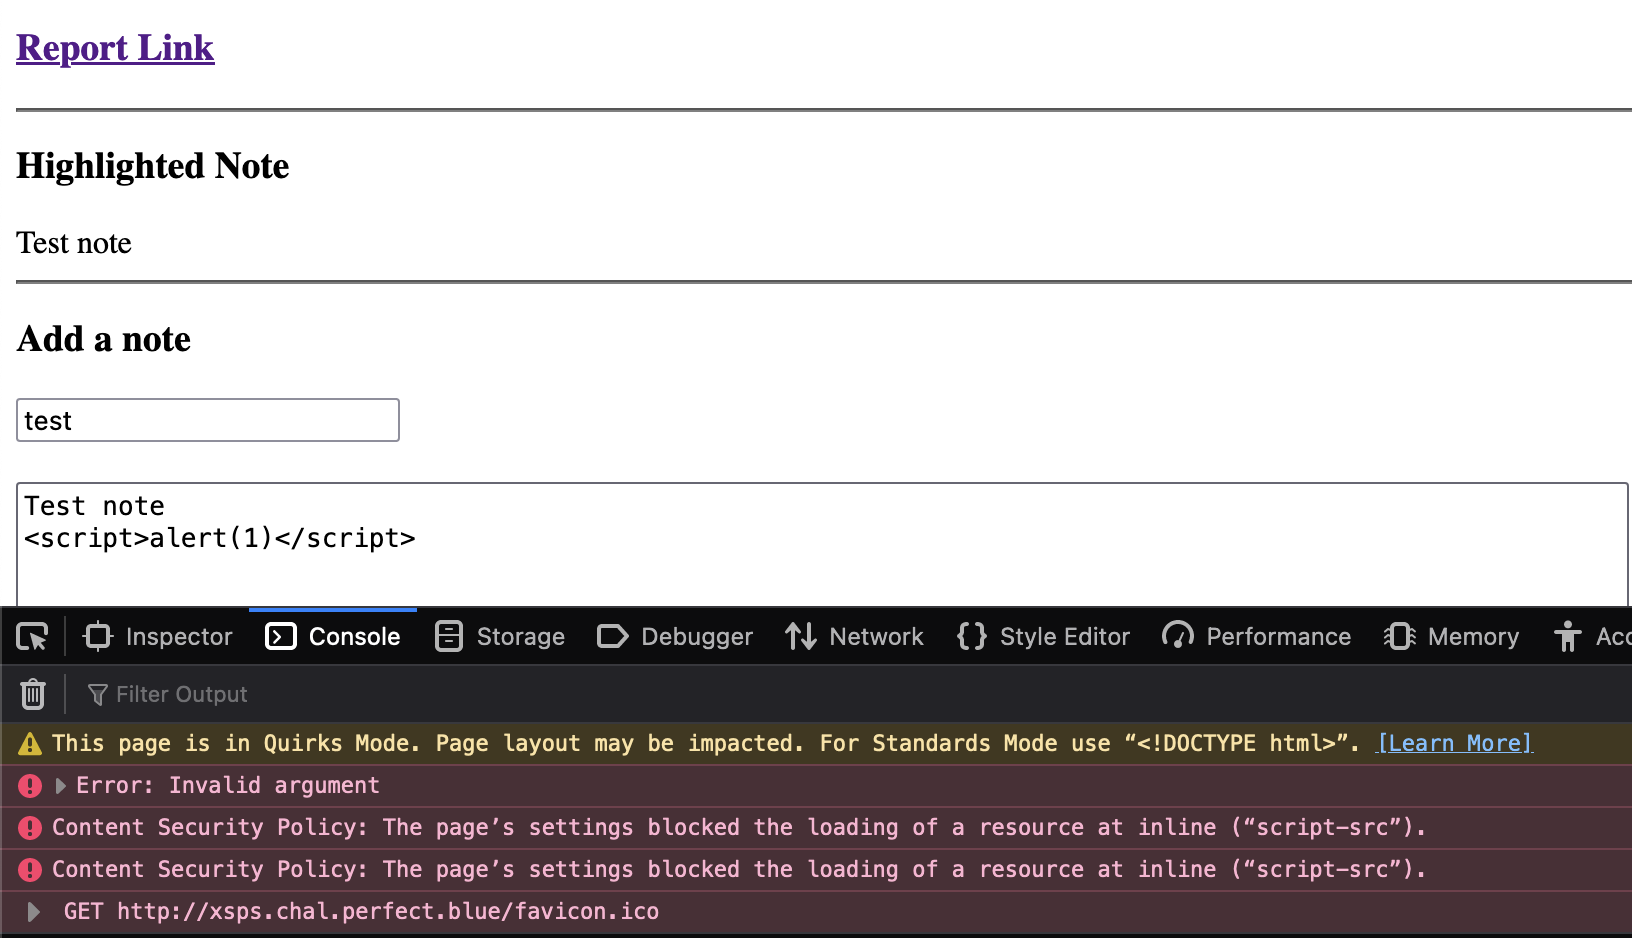 Report Link
Highlighted Note
Test note
Add a note
test
Test note
<script>alert(1)</script>
Inspector Console Storage Debugger Network Style Editor Performance Memory
Filter Output
This page is in Quirks Mode. Page layout may be impacted. For Standards Mode use “<!DOCTYPE html>”. [Learn More]
Error: Invalid argument
Content Security Policy: The page’s settings blocked the loading of a resource at inline (“script-src”).
Content Security Policy: The page’s settings blocked the loading of a resource at inline (“script-src”).
GET http://xsps.chal.perfect.blue/favicon.ico